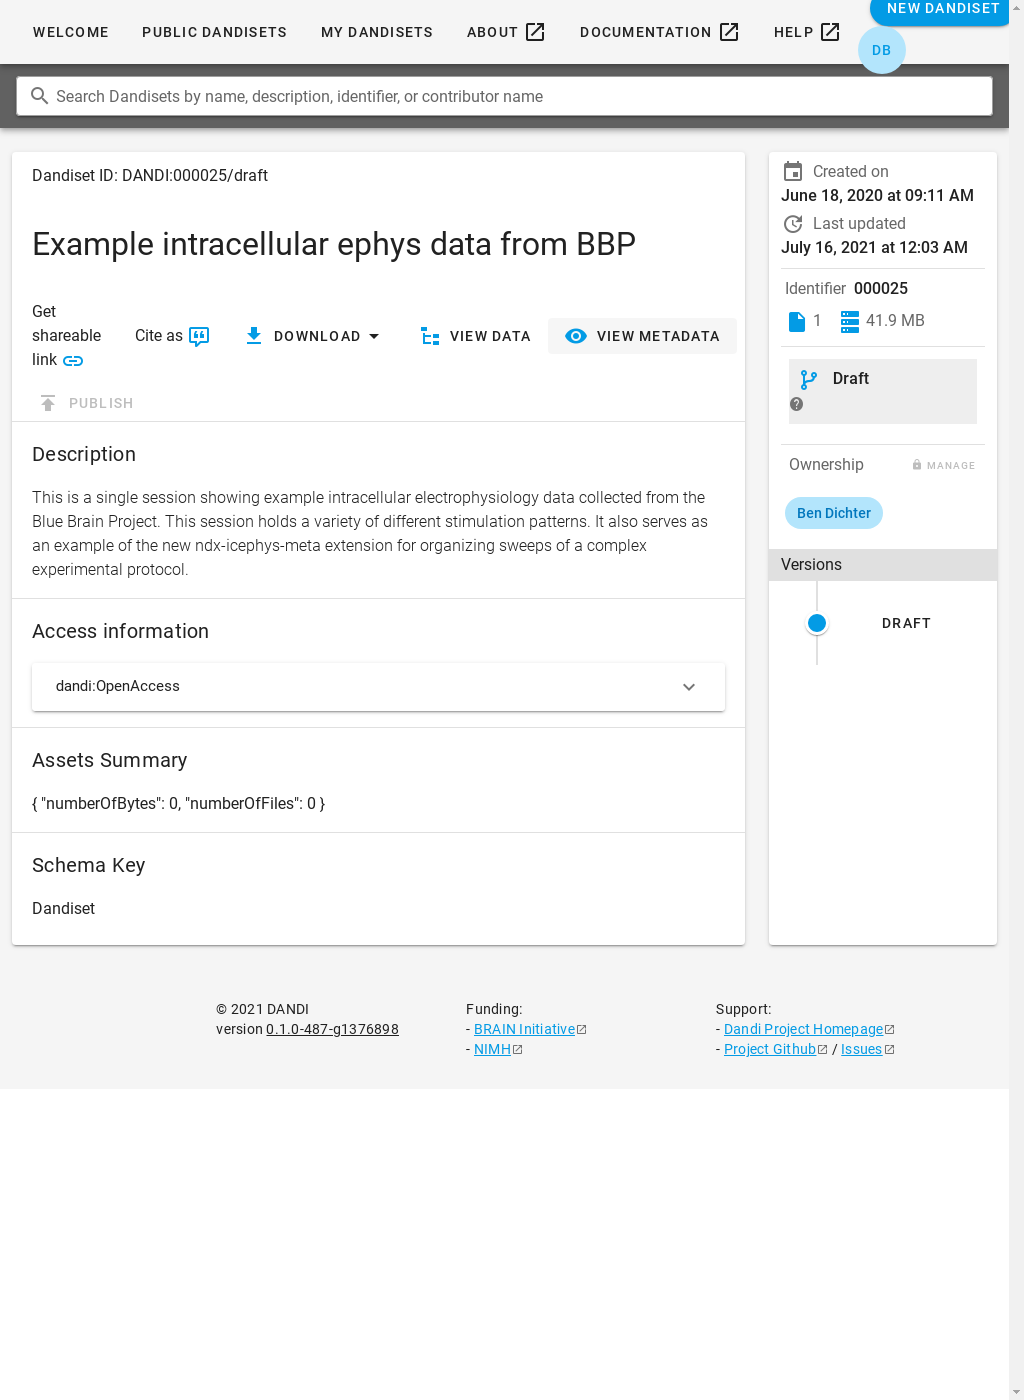 NEW DANDISET
WELCOME
PUBLIC DANDISETS
MY DANDISETS
ABOUT
DOCUMENTATION
HELP
DB
Search Dandisets by name, description, identifier, or contributor name
Dandiset ID: DANDI:000025/draft
Example intracellular ephys data from BBP
Get
shareable
link
Cite as
DOWNLOAD
VIEW DATA
VIEW METADATA
PUBLISH
Description
This is a single session showing example intracellular electrophysiology data collected from the
Blue Brain Project. This session holds a variety of different stimulation patterns. It also serves as
an example of the new ndx-icephys-meta extension for organizing sweeps of a complex
experimental protocol.
Access information
dandi:OpenAccess
Assets Summary
{ "numberOfBytes": 0, "numberOfFiles": 0 }
Schema Key
Dandiset
Created on
June 18, 2020 at 09:11 AM
Last updated
July 16, 2021 at 12:03 AM
Identifier 000025
1 41.9 MB
Draft
Ownership MANAGE
Ben Dichter
Versions
DRAFT
© 2021 DANDI
version 0.1.0-487-g1376898
Funding:
- BRAIN Initiative
- NIMH
Support:
- Dandi Project Homepage
- Project Github / Issues